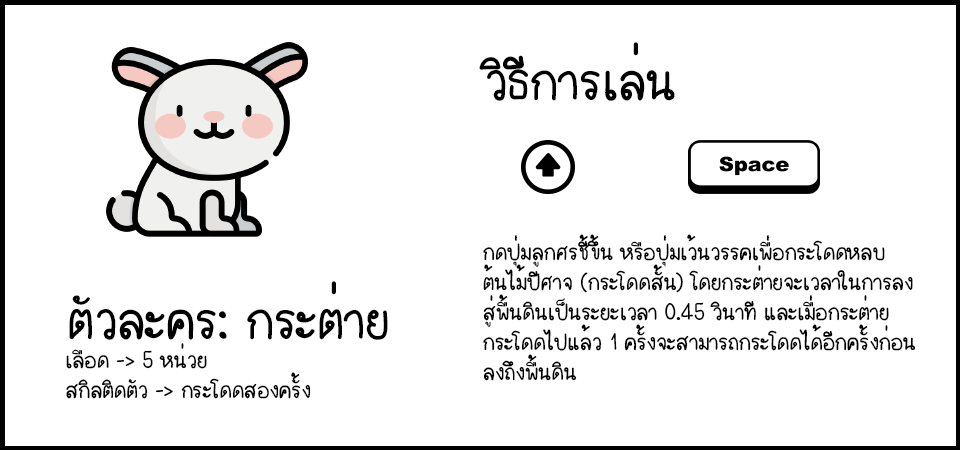 วิธีการเล่น
Space
กดปุ่มลูกศรชี้ขึ้น หรือปุ่มเว้นวรรคเพื่อกระโดดหลบ
ต้นไม้ปีศาจ (กระโดดสั้น) โดยกระต่ายจะเวลาในการลง
สู่พื้นดินเป็นระยะเวลา 0.45 วินาที และเมื่อกระต่าย
กระโดดไปแล้ว 1 ครั้งจะสามารถกระโดดได้อีกครั้งก่อน
ลงถึงพื้นดิน
ตัวละคร: กระต่าย
เลือด -> 5 หน่วย
สกิลติดตัว -> กระโดดสองครั้ง